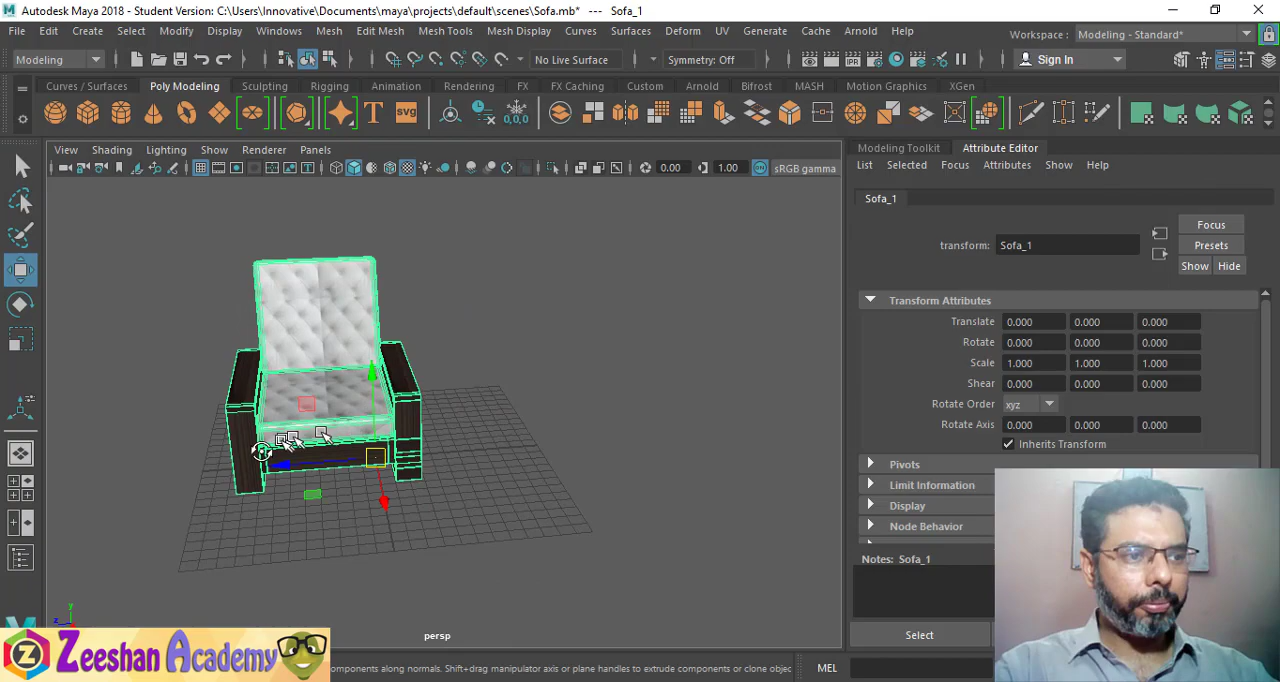 Autodesk Maya 2018 - Student Version: C:\Users\Innovative\Documents\maya\projects\default\scenes\Sofa.mb* --- Sofa_1
File Edit Create Select Modify Display Windows Mesh Edit Mesh Mesh Tools Mesh Display Curves Surfaces Deform UV Generate Cache Arnold Help
Workspace : Modeling - Standard*
Modeling No Live Surface Symmetry: Off IPR Sign In
Curves / Surfaces Poly Modeling Sculpting Rigging Animation Rendering FX FX Caching Custom Arnold Bifrost MASH Motion Graphics XGen
T SVG 0,0,0
View Shading Lighting Show Renderer Panels
Modeling Toolkit Attribute Editor
List Selected Focus Attributes Show Help
0.00 1.00 ON sRGB gamma
Sofa_1
Focus
transform: Sofa_1
Presets
Show Hide
Transform Attributes
Translate 0.000 0.000 0.000
Rotate 0.000 0.000 0.000
Scale 1.000 1.000 1.000
Shear 0.000 0.000 0.000
Rotate Order xyz
Rotate Axis 0.000 0.000 0.000
Inherits Transform
Pivots
Limit Information
Display
Node Behavior
Notes: Sofa_1
y
z
persp
Select
Zeeshan Academy
components along normals. Shift+drag manipulator axis or plane handles to extrude components or clone objec
MEL